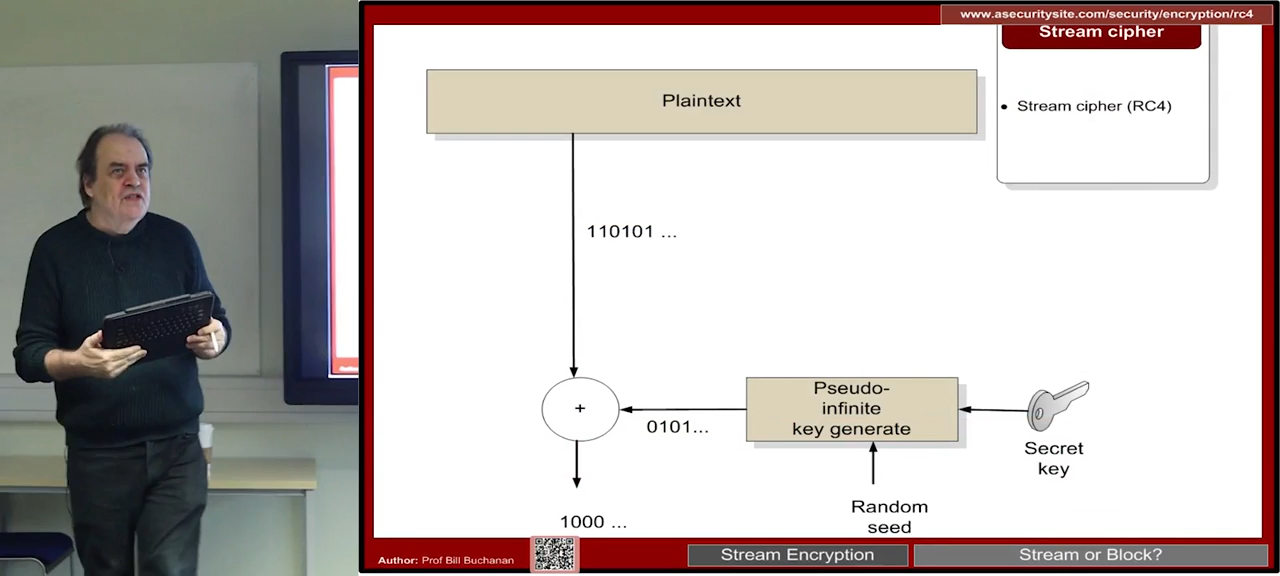 www.asecuritysite.com/security/encryption/rc4
Stream cipher
• Stream cipher (RC4)
Plaintext
110101 ...
+
0101...
Pseudo-
infinite
key generate
Secret
key
Random
seed
1000 ...
Author: Prof Bill Buchanan
Stream Encryption
Stream or Block?